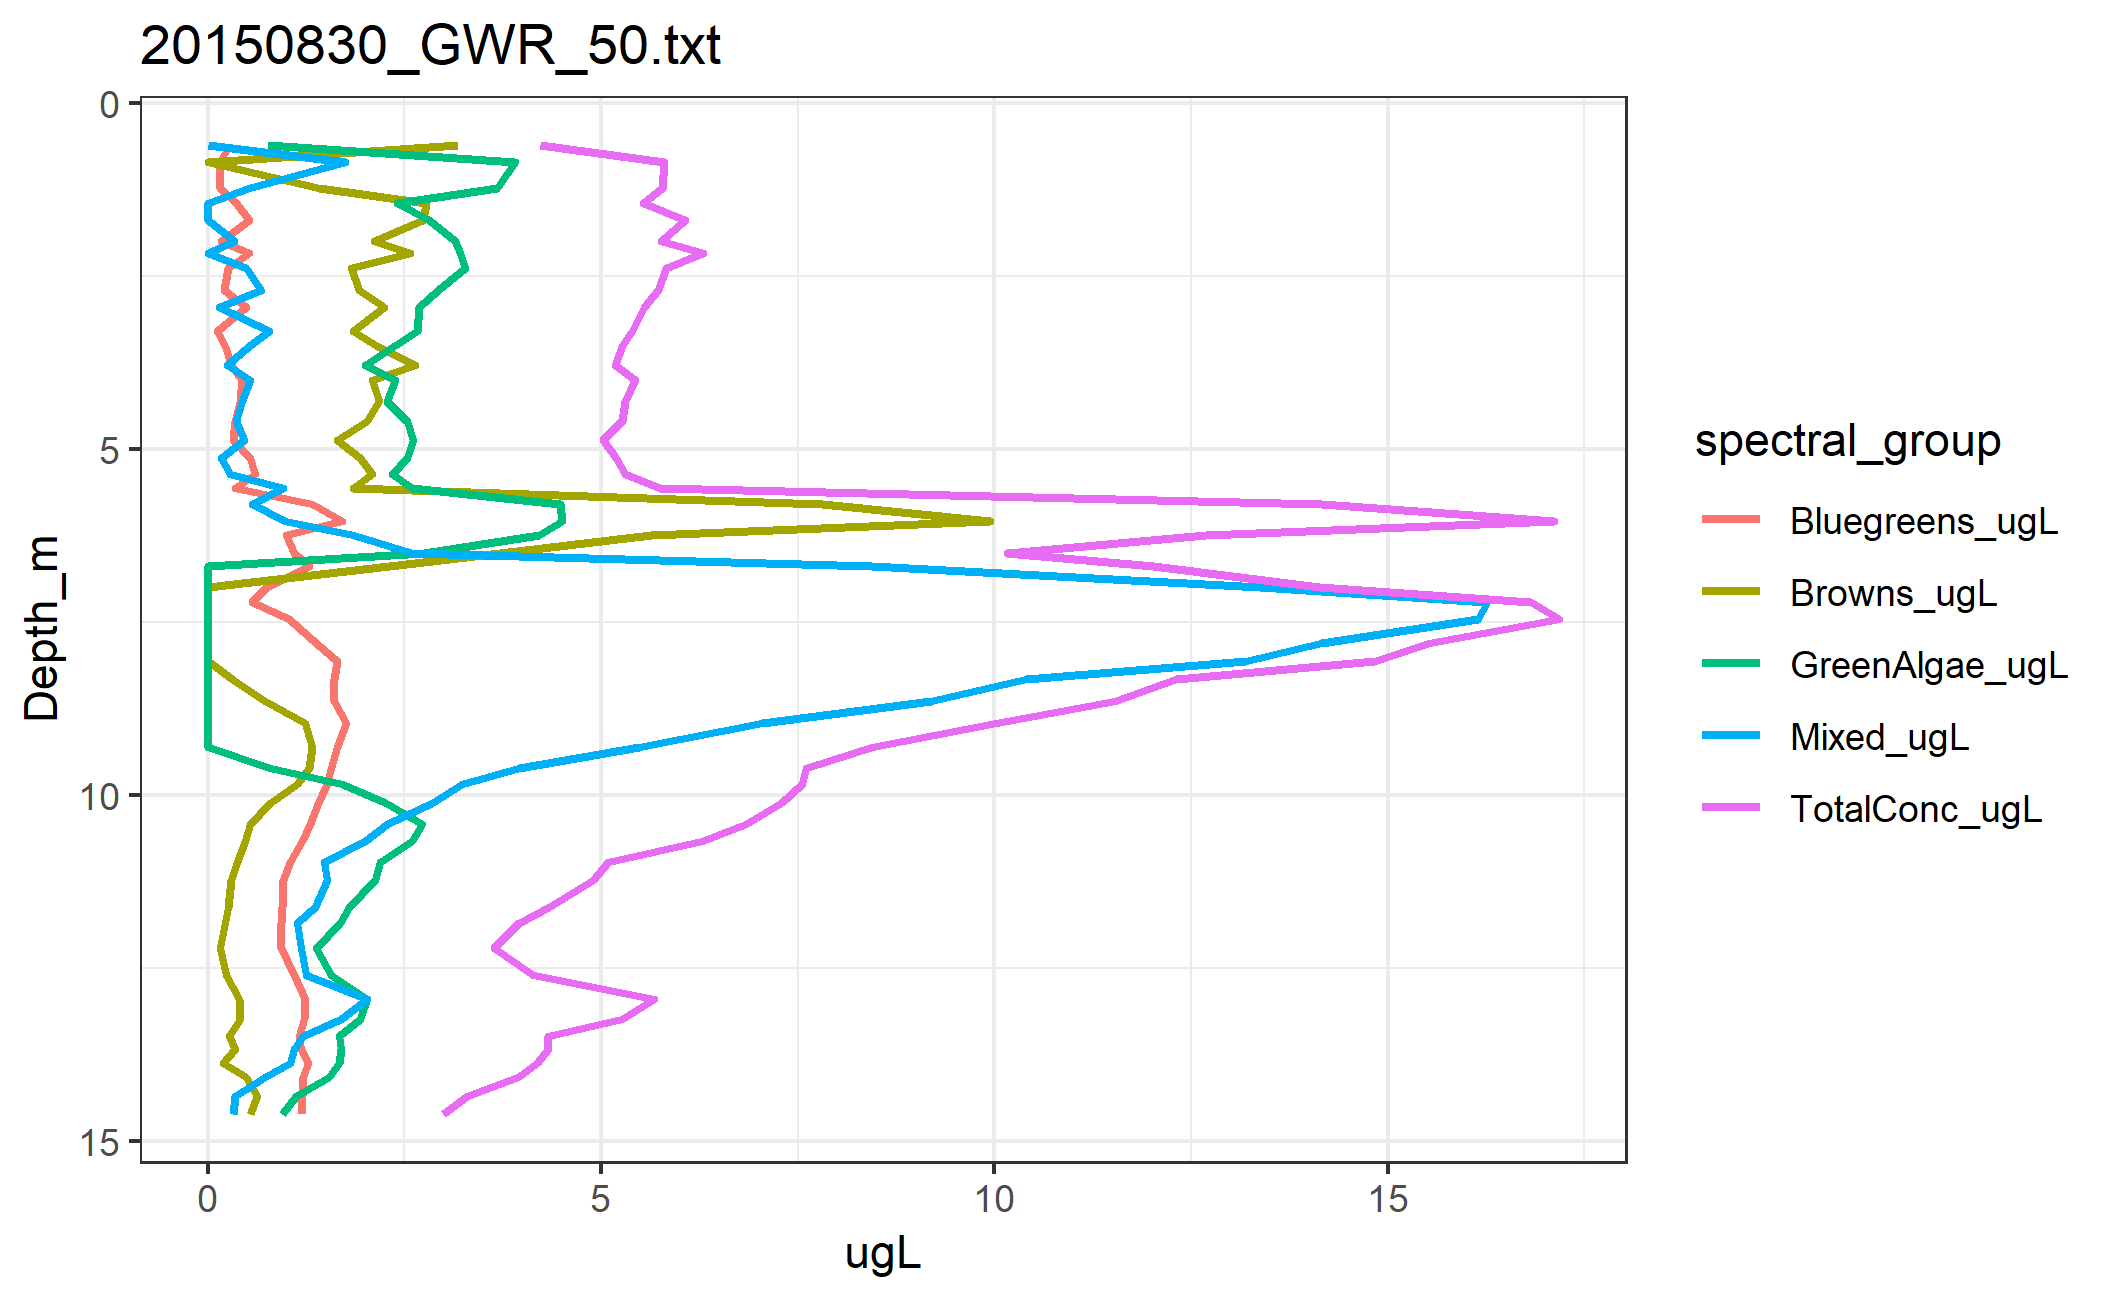 20150830_GWR_50.txt
0
5
10
15
Depth_m
0
5
10
15
ugL
spectral_group
Bluegreens_ugL
Browns_ugL
GreenAlgae_ugL
Mixed_ugL
TotalConc_ugL